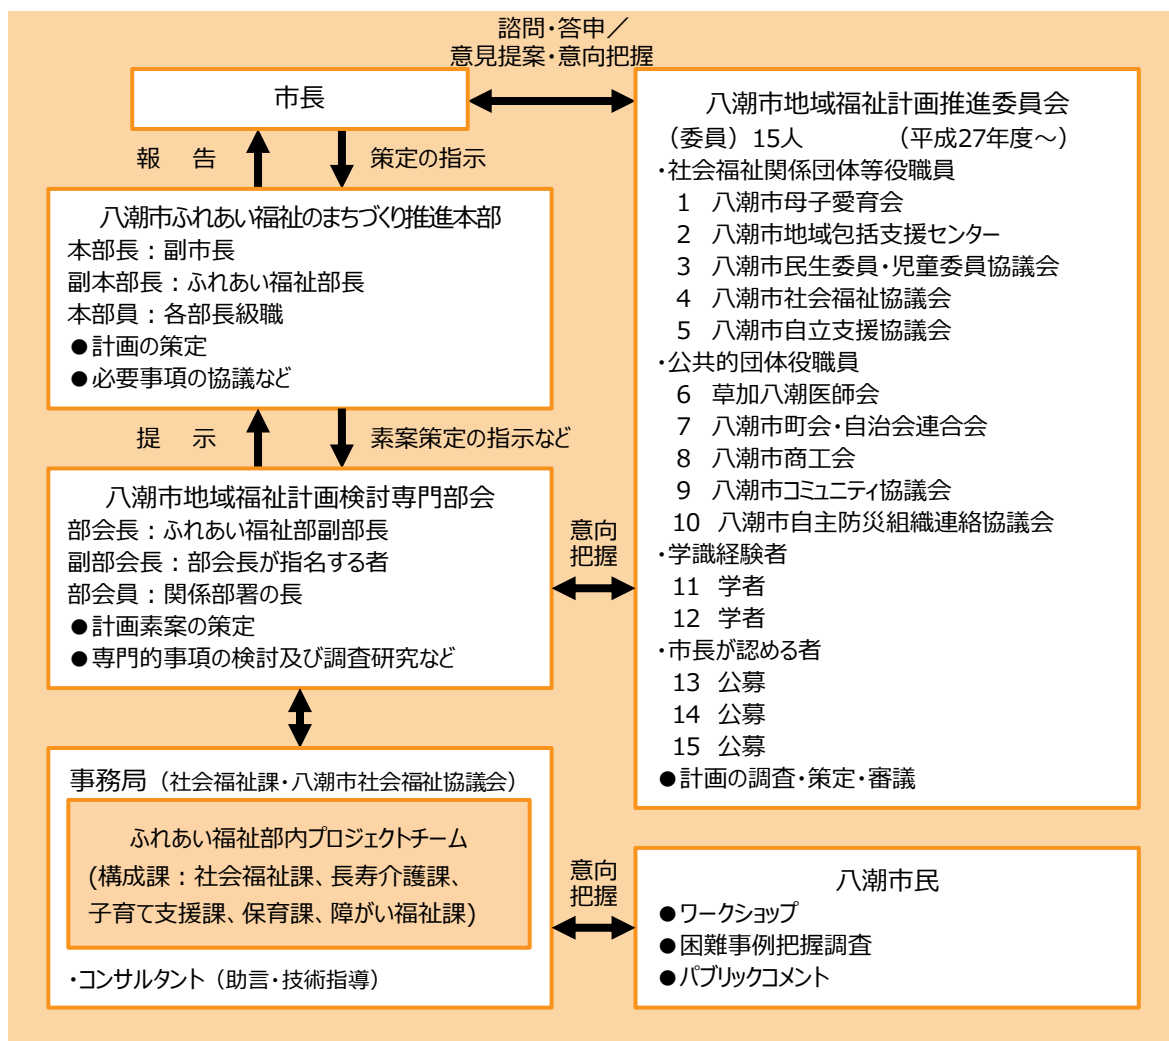 諮問・答申／
意見提案・意向把握
市長
報　告
策定の指示
八潮市ふれあい福祉のまちづくり推進本部
本部長：副市長
副本部長：ふれあい福祉部長
本部員：各部長級職
●計画の策定
●必要事項の協議など
提　示
素案策定の指示など
八潮市地域福祉計画検討専門部会
部会長：ふれあい福祉部副部長
副部会長：部会長が指名する者
部会員：関係部署の長
●計画素案の策定
●専門的事項の検討及び調査研究など
意向
把握
八潮市地域福祉計画推進委員会
（委員）15人　　　（平成27年度～）
・社会福祉関係団体等役職員
1　八潮市母子愛育会
2　八潮市地域包括支援センター
3　八潮市民生委員・児童委員協議会
4　八潮市社会福祉協議会
5　八潮市自立支援協議会
・公共的団体役職員
6　草加八潮医師会
7　八潮市町会・自治会連合会
8　八潮市商工会
9　八潮市コミュニティ協議会
10　八潮市自主防災組織連絡協議会
・学識経験者
11　学者
12　学者
・市長が認める者
13　公募
14　公募
15　公募
●計画の調査・策定・審議
事務局（社会福祉課・八潮市社会福祉協議会）
ふれあい福祉部内プロジェクトチーム
(構成課：社会福祉課、長寿介護課、
子育て支援課、保育課、障がい福祉課)
・コンサルタント（助言・技術指導）
意向
把握
八潮市民
●ワークショップ
●困難事例把握調査
●パブリックコメント